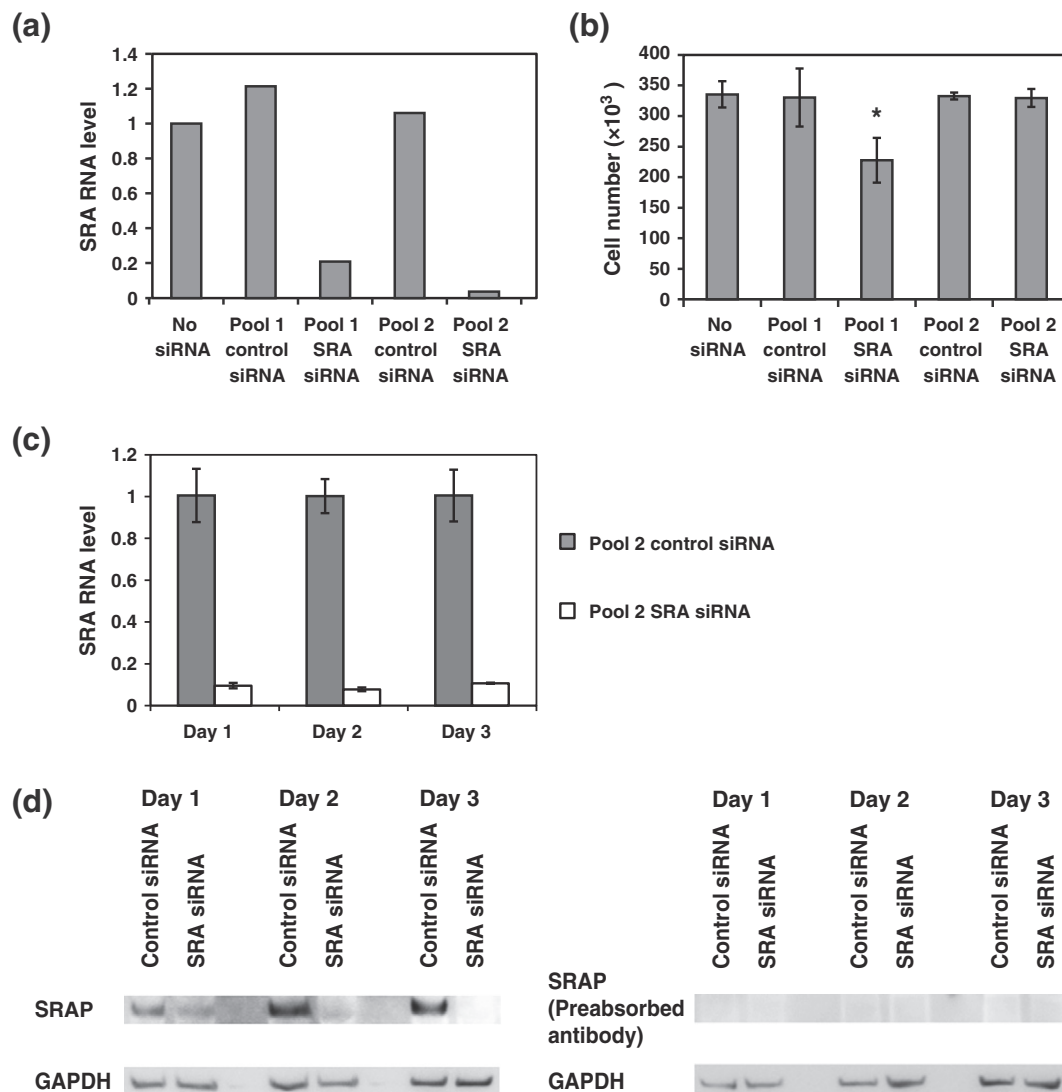 (a)
SRA RNA level
1.4
1.2
1
0.8
0.6
0.4
0.2
0
No
siRNA
Pool 1
control
siRNA
Pool 1
SRA
siRNA
Pool 2
control
siRNA
Pool 2
SRA
siRNA
(b)
Cell number (×10³)
400
350
300
250
200
150
100
50
0
*
No
siRNA
Pool 1
control
siRNA
Pool 1
SRA
siRNA
Pool 2
control
siRNA
Pool 2
SRA
siRNA
(c)
SRA RNA level
1.2
1
0.8
0.6
0.4
0.2
0
Day 1
Day 2
Day 3
Pool 2 control siRNA
Pool 2 SRA siRNA
(d)
Day 1
Day 2
Day 3
Control siRNA
SRA siRNA
Control siRNA
SRA siRNA
Control siRNA
SRA siRNA
SRAP
GAPDH
Day 1
Day 2
Day 3
Control siRNA
SRA siRNA
Control siRNA
SRA siRNA
Control siRNA
SRA siRNA
SRAP
(Preabsorbed
antibody)
GAPDH